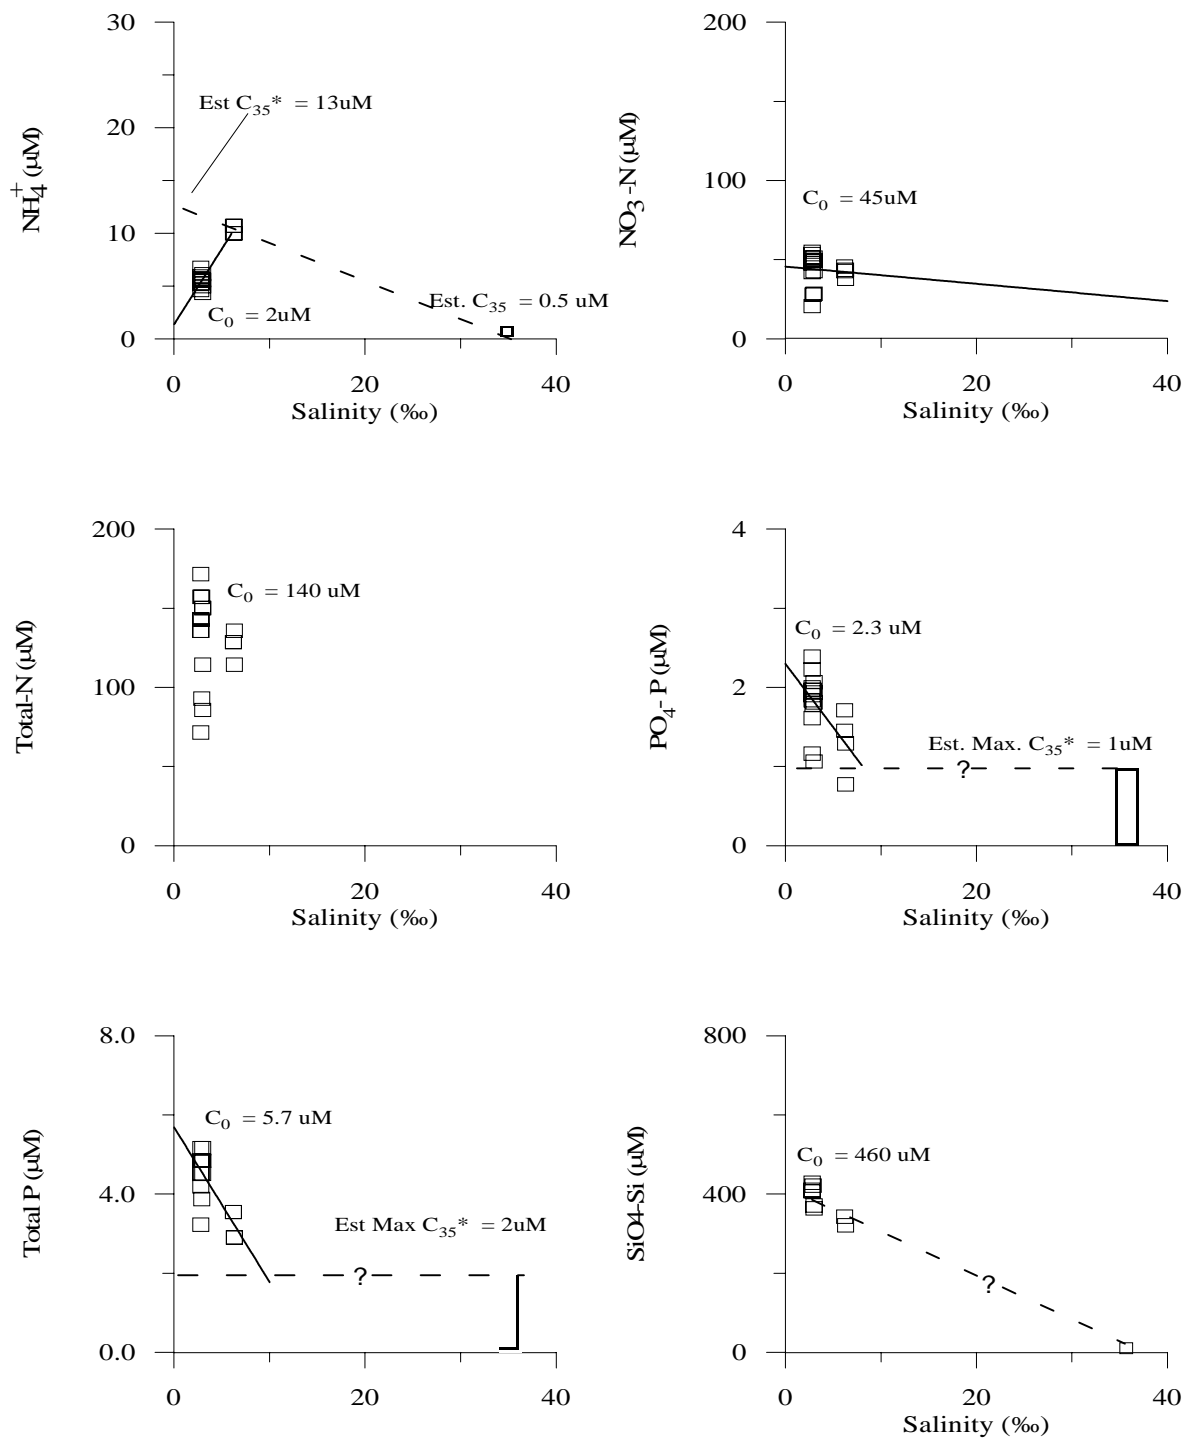 30
20
10
0
NH4+ (µM)
Est C35* = 13uM
Est. C35 = 0.5 uM
C0 = 2uM
0 20 40
Salinity (‰)
200
100
0
NO3-N (µM)
C0 = 45uM
0 20 40
Salinity (‰)
200
100
0
Total-N (µM)
C0 = 140 uM
0 20 40
Salinity (‰)
4
2
0
PO4-P (µM)
C0 = 2.3 uM
Est. Max. C35* = 1uM
?
0 20 40
Salinity (‰)
8.0
4.0
0.0
Total P (µM)
C0 = 5.7 uM
Est Max C35* = 2uM
?
0 20 40
800
400
0
SiO4-Si (µM)
C0 = 460 uM
?
0 20 40
Salinity (‰)